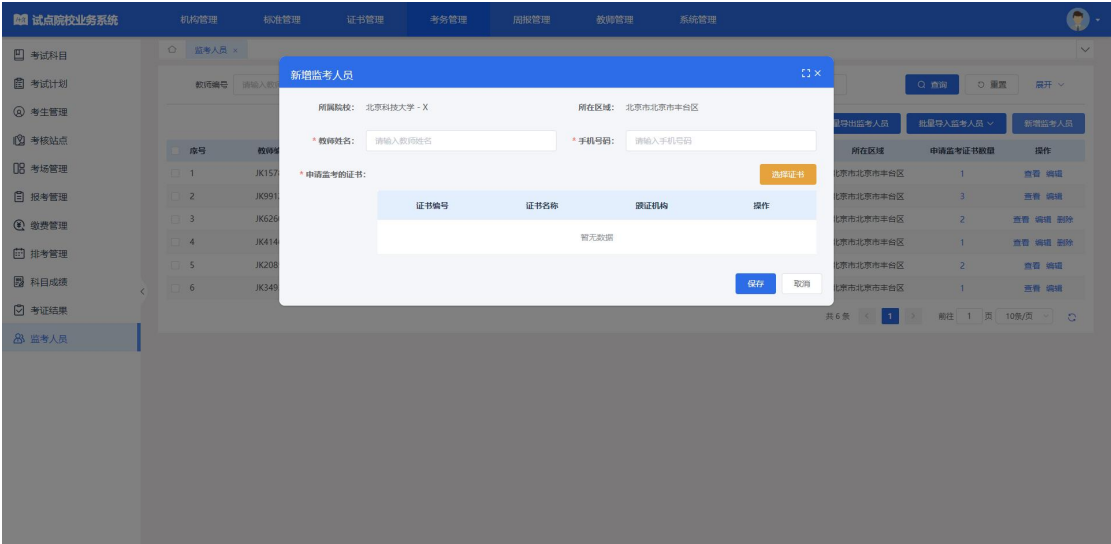 试点院校业务系统 机构管理 标准管理 证书管理 考务管理 周报管理 教师管理 系统管理
考试科目
考试计划
考生管理
考核站点
考场管理
报考管理
缴费管理
排考管理
科目成绩
考证结果
监考人员
监考人员 ×
教师编号 请输入教师 查询 重置 展开
导出监考人员 批量导入监考人员 新增监考人员
序号 教师编 所在区域 申请监考证书数量 操作
1 JK157 北京市北京市丰台区 1 查看 编辑
2 JK991 北京市北京市丰台区 3 查看 编辑
3 JK626 北京市北京市丰台区 2 查看 编辑 删除
4 JK414 北京市北京市丰台区 1 查看 编辑 删除
5 JK208 北京市北京市丰台区 2 查看 编辑
6 JK349 北京市北京市丰台区 1 查看 编辑
共 6 条 1 前往 1 页 10条/页
新增监考人员
所属院校： 北京科技大学 - X 所在区域： 北京市北京市丰台区
* 教师姓名： 请输入教师姓名 * 手机号码： 请输入手机号码
* 申请监考的证书： 选择证书
证书编号 证书名称 颁证机构 操作
暂无数据
保存 取消